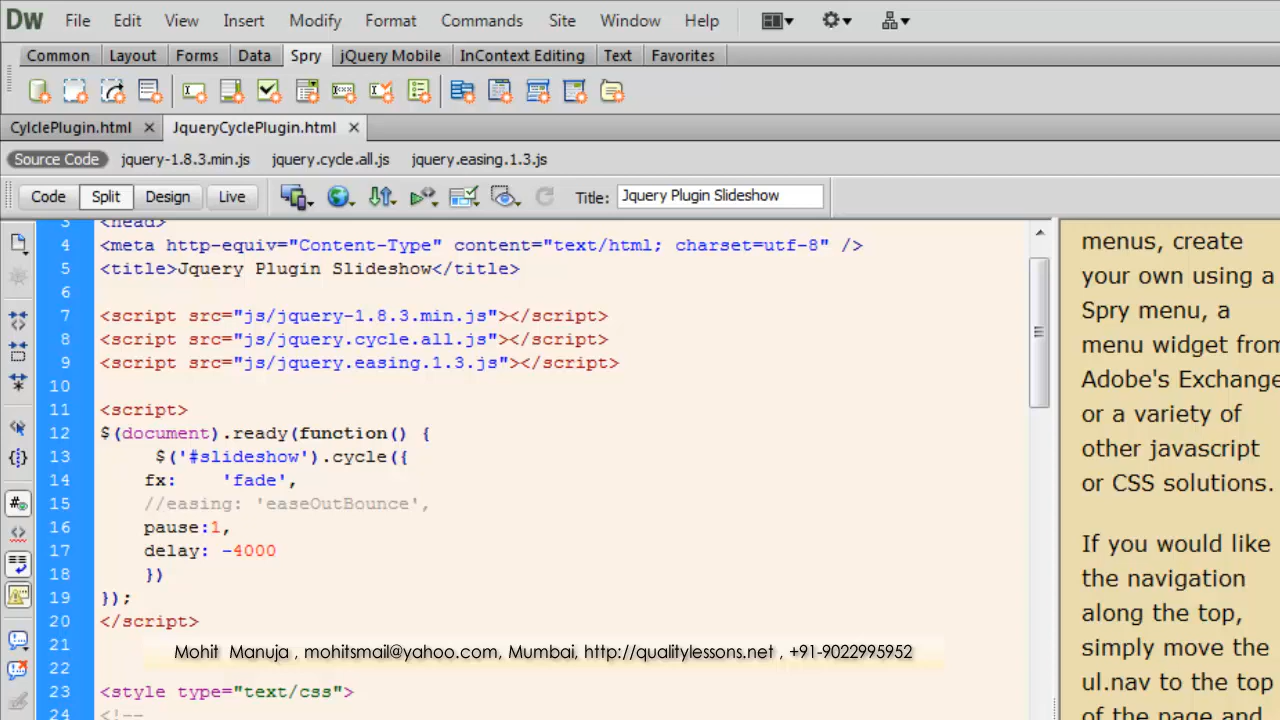 Dw File Edit View Insert Modify Format Commands Site Window Help
Common Layout Forms Data Spry jQuery Mobile InContext Editing Text Favorites
CylclePlugin.html × JqueryCyclePlugin.html ×
Source Code jquery-1.8.3.min.js jquery.cycle.all.js jquery.easing.1.3.js
Code Split Design Live Title: Jquery Plugin Slideshow
3 <head>
4 <meta http-equiv="Content-Type" content="text/html; charset=utf-8" />
5 <title>Jquery Plugin Slideshow</title>
6
7 <script src="js/jquery-1.8.3.min.js"></script>
8 <script src="js/jquery.cycle.all.js"></script>
9 <script src="js/jquery.easing.1.3.js"></script>
10
11 <script>
12 $(document).ready(function() {
13 $('#slideshow').cycle({
14 fx: 'fade',
15 //easing: 'easeOutBounce',
16 pause:1,
17 delay: -4000
18 })
19 });
20 </script>
21
22
23 <style type="text/css">
24 <!--
Mohit Manuja , mohitsmail@yahoo.com, Mumbai, http://qualitylessons.net , +91-9022995952
menus, create
your own using a
Spry menu, a
menu widget from
Adobe's Exchange
or a variety of
other javascript
or CSS solutions.
If you would like
the navigation
along the top,
simply move the
ul.nav to the top
of the page and